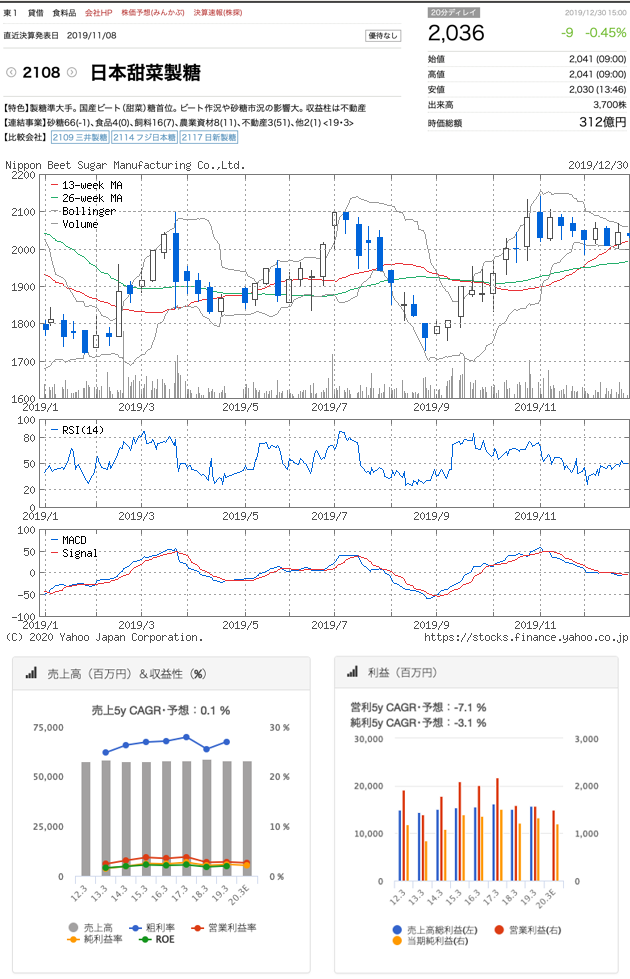 東1 貸借 食料品 会社HP 株価予想(みんかぶ) 決算速報(株探)
直近決算発表日 2019/11/08 優待なし
20分ディレイ 2019/12/30 15:00
2,036 -9 -0.45%
2108 日本甜菜製糖
始値 2,041 (09:00)
高値 2,041 (09:00)
安値 2,030 (13:46)
出来高 3,700株
時価総額 312億円
【特色】製糖準大手。国産ビート(甜菜)糖首位。ビート作況や砂糖市況の影響大。収益柱は不動産
【連結事業】砂糖66(-1)、食品4(0)、飼料16(7)、農業資材8(11)、不動産3(51)、他2(1) <19・3>
【比較会社】 2109 三井製糖 2114 フジ日本糖 2117 日新製糖
Nippon Beet Sugar Manufacturing Co.,Ltd. 2019/12/30
2200
2100
2000
1900
1800
1700
1600
13-week MA
26-week MA
Bollinger
Volume
2019/1 2019/3 2019/5 2019/7 2019/9 2019/11
100
80
50
20
0
RSI(14)
2019/1 2019/3 2019/5 2019/7 2019/9 2019/11
100
50
0
-50
-100
MACD
Signal
2019/1 2019/3 2019/5 2019/7 2019/9 2019/11
(C) 2020 Yahoo Japan Corporation. https://stocks.finance.yahoo.co.jp
売上高（百万円）＆収益性（%）
売上5y CAGR･予想：0.1 %
75,000 30 %
50,000 20 %
25,000 10 %
0 0 %
12.3 13.3 14.3 15.3 16.3 17.3 18.3 19.3 20.3E
売上高 粗利率 営業利益率
純利益率 ROE
利益（百万円）
営利5y CAGR･予想：-7.1 %
純利5y CAGR･予想：-3.1 %
30,000 3,000
20,000 2,000
10,000 1,000
0 0
12.3 13.3 14.3 15.3 16.3 17.3 18.3 19.3 20.3E
売上高総利益(左) 営業利益(右)
当期純利益(右)